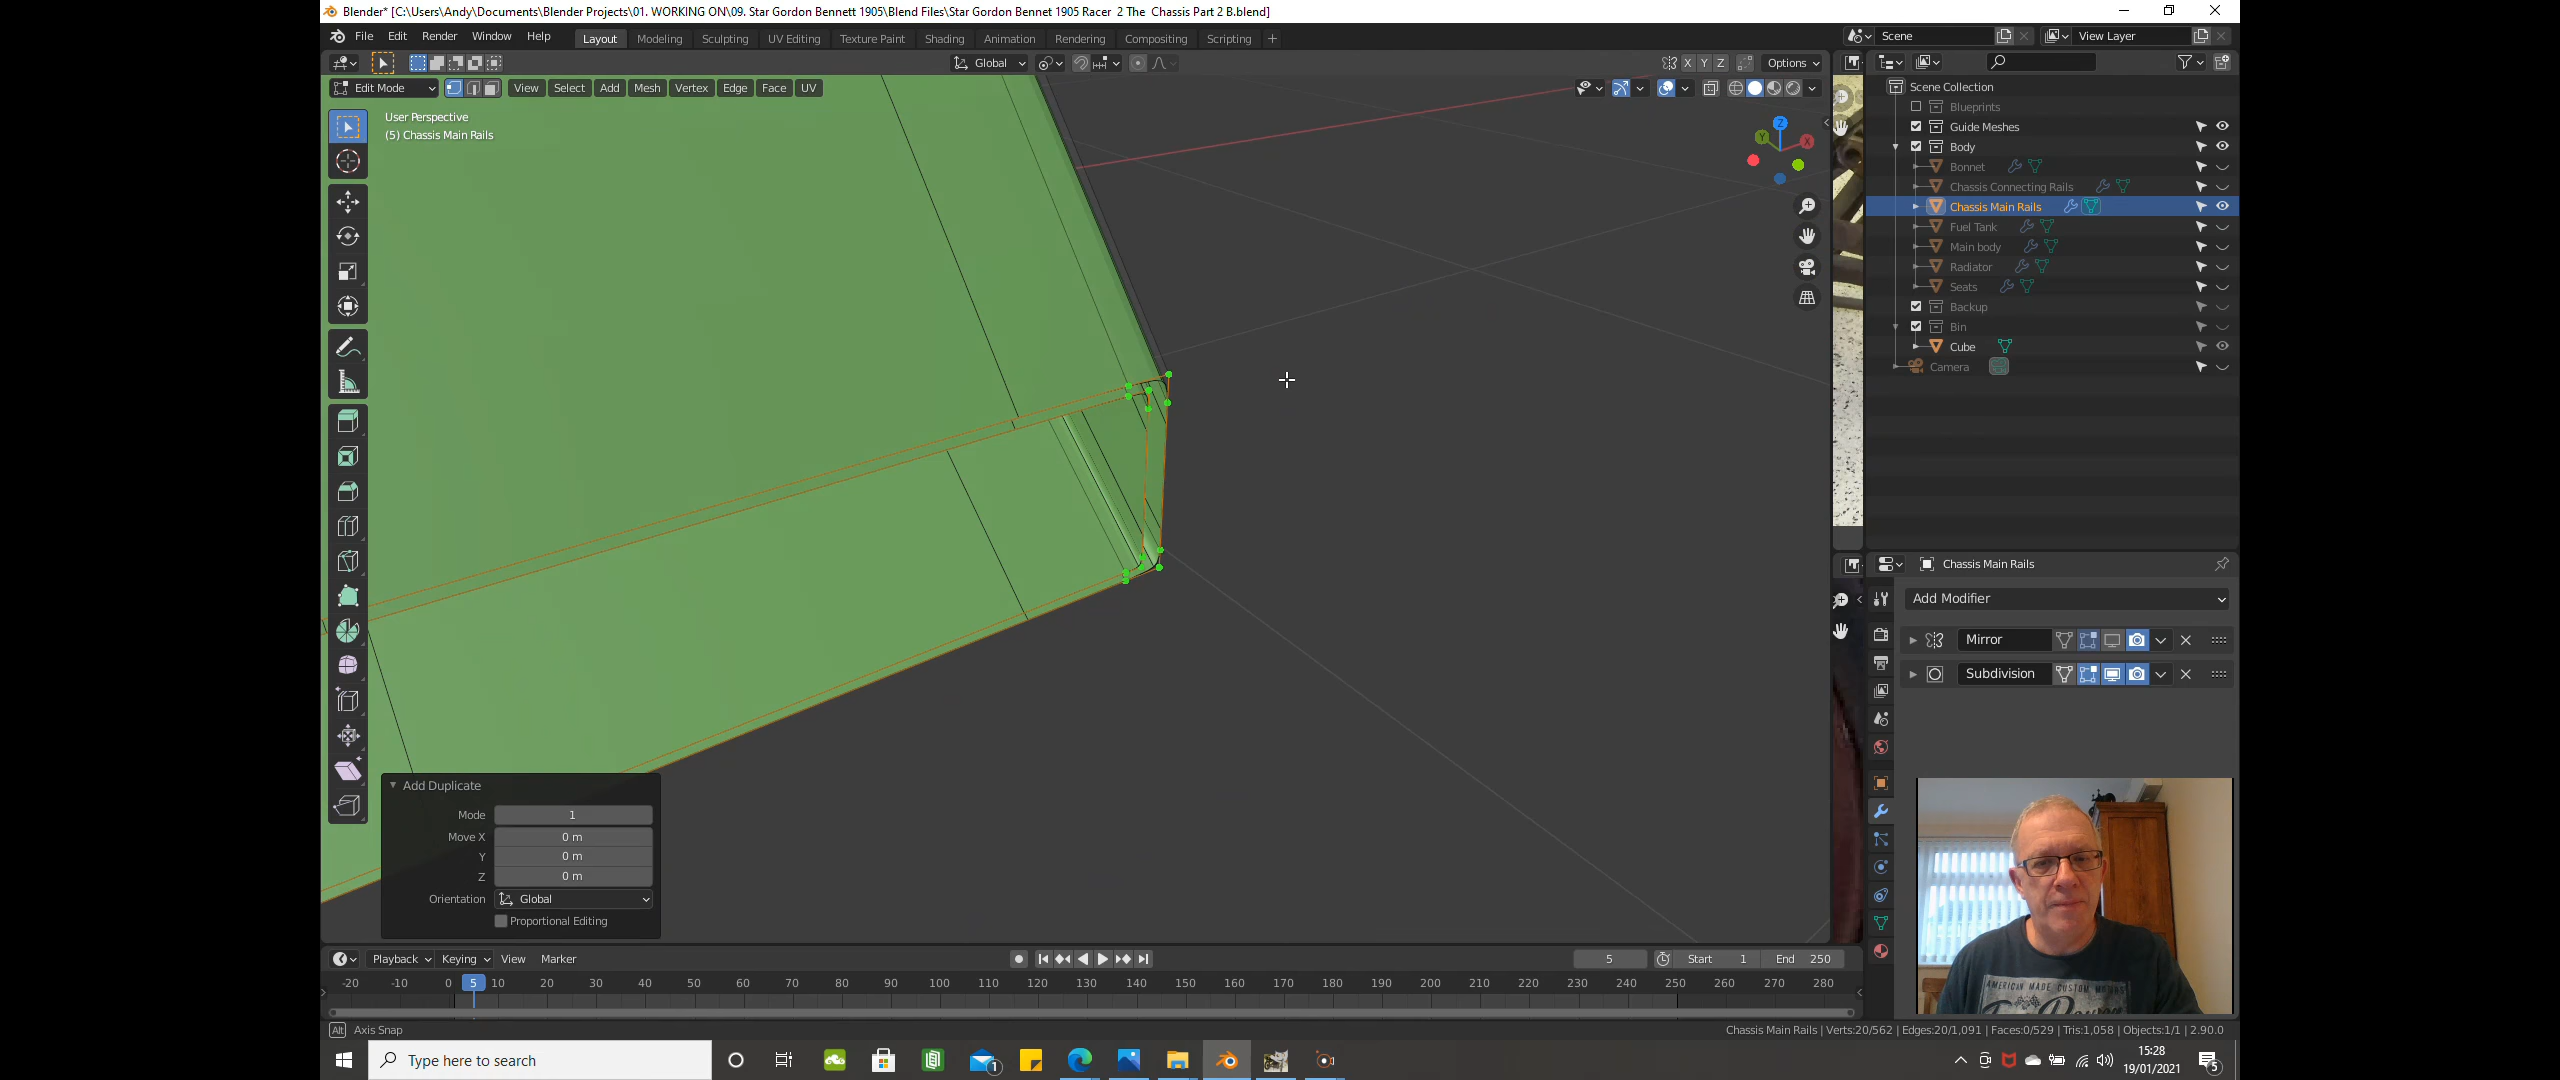 Blender* [C:\Users\Andy\Documents\Blender Projects\01. WORKING ON\09. Star Gordon Bennett 1905\Blend Files\Star Gordon Bennet 1905 Racer  2 The  Chassis Part 2 B.blend]
File Edit Render Window Help
Layout Modeling Sculpting UV Editing Texture Paint Shading Animation Rendering Compositing Scripting +
Scene
View Layer
Global
X Y Z Options
Edit Mode
View Select Add Mesh Vertex Edge Face UV
User Perspective
(5) Chassis Main Rails
Z
Y
X
Scene Collection
Blueprints
Guide Meshes
Body
Bonnet
Chassis Connecting Rails
Chassis Main Rails
Fuel Tank
Main body
Radiator
Seats
Backup
Bin
Cube
Camera
Chassis Main Rails
Add Modifier
Mirror
Subdivision
Add Duplicate
Mode 1
Move X 0 m
Y 0 m
Z 0 m
Orientation Global
Proportional Editing
Playback Keying View Marker
5 Start 1 End 250
-20 -10 0 5 10 20 30 40 50 60 70 80 90 100 110 120 130 140 150 160 170 180 190 200 210 220 230 240 250 260 270 280
Alt Axis Snap
Chassis Main Rails | Verts:20/562 | Edges:20/1,091 | Faces:0/529 | Tris:1,058 | Objects:1/1 | 2.90.0
AMERICAN MADE CUSTOM
Type here to search
1
15:28
19/01/2021
5